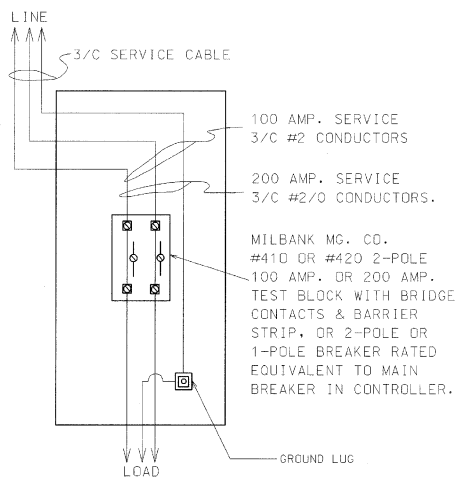 LINE
3/C SERVICE CABLE
100 AMP. SERVICE
3/C #2 CONDUCTORS
200 AMP. SERVICE
3/C #2/0 CONDUCTORS.
MILBANK MG. CO.
#410 OR #420 2-POLE
100 AMP. OR 200 AMP.
TEST BLOCK WITH BRIDGE
CONTACTS & BARRIER
STRIP, OR 2-POLE OR
1-POLE BREAKER RATED
EQUIVALENT TO MAIN
BREAKER IN CONTROLLER.
GROUND LUG
LOAD